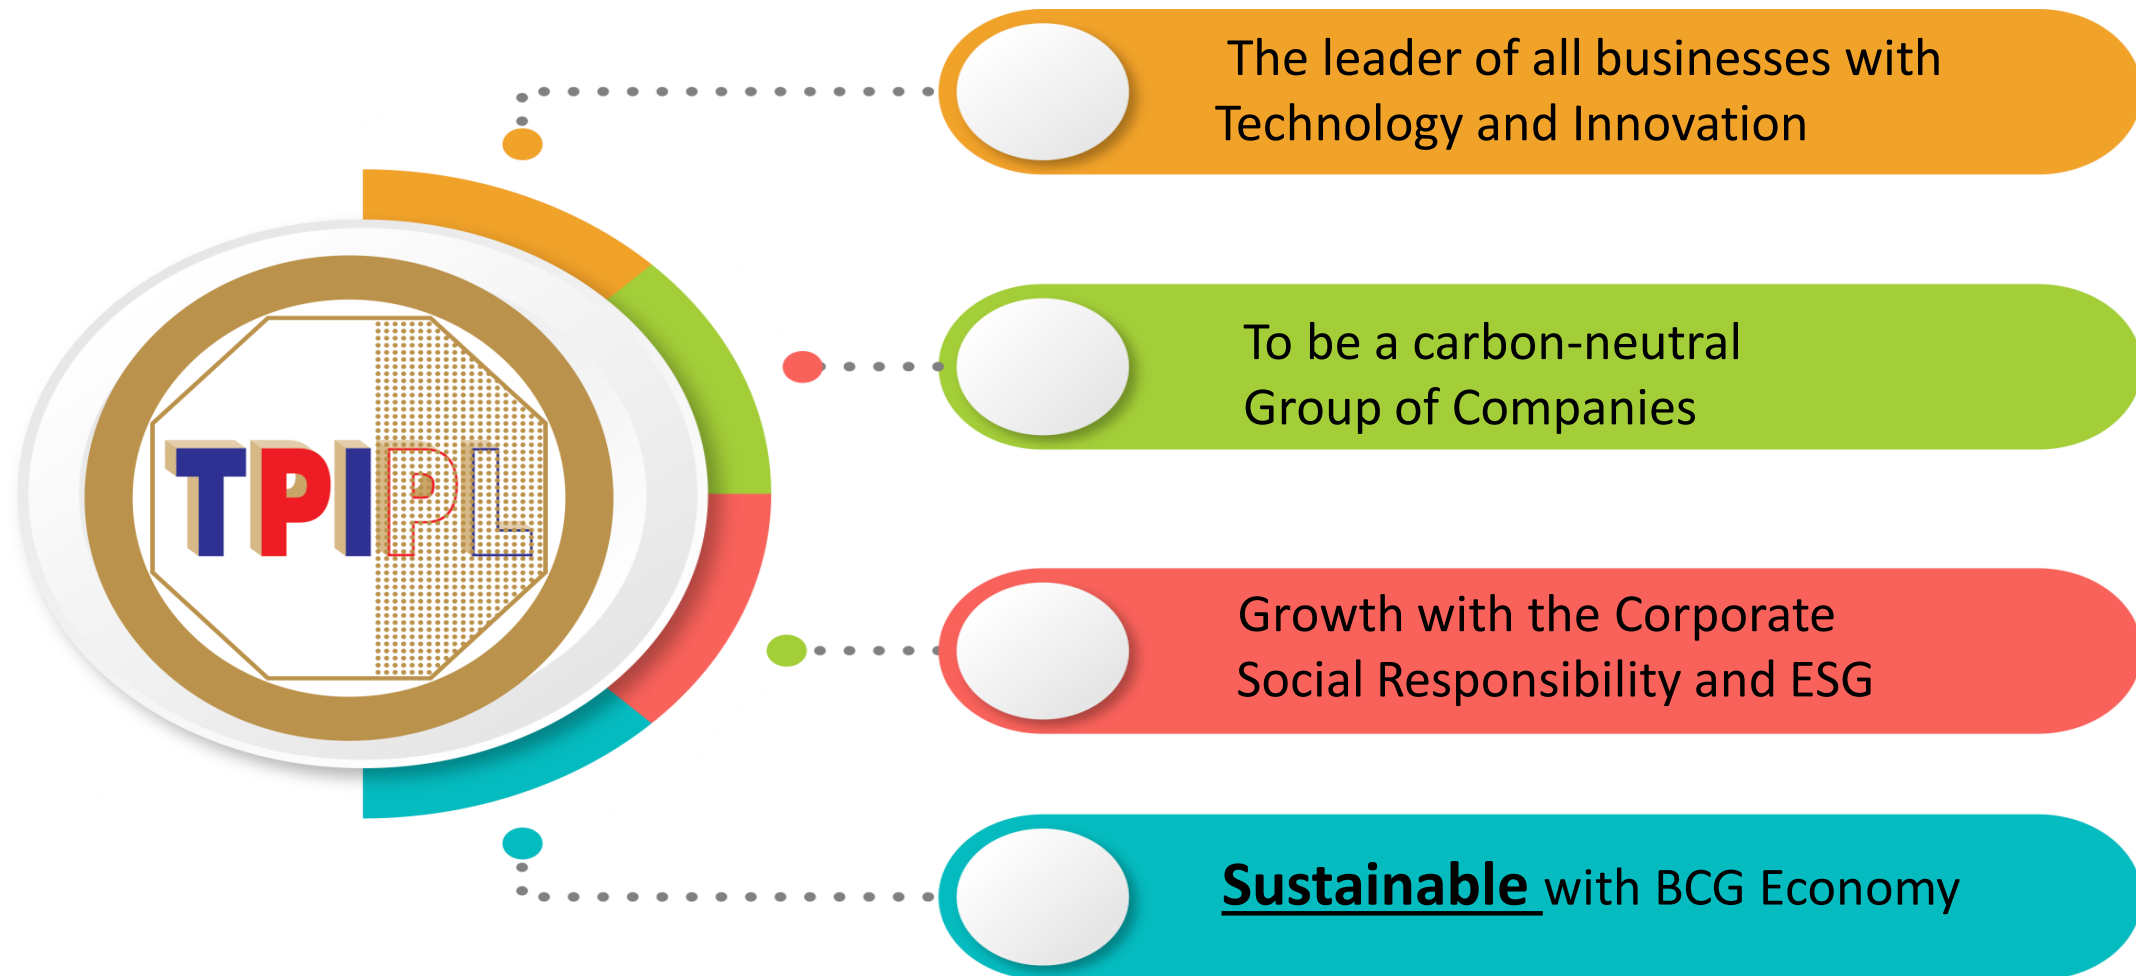 TPIPL
The leader of all businesses with
Technology and Innovation
To be a carbon-neutral
Group of Companies
Growth with the Corporate
Social Responsibility and ESG
Sustainable with BCG Economy